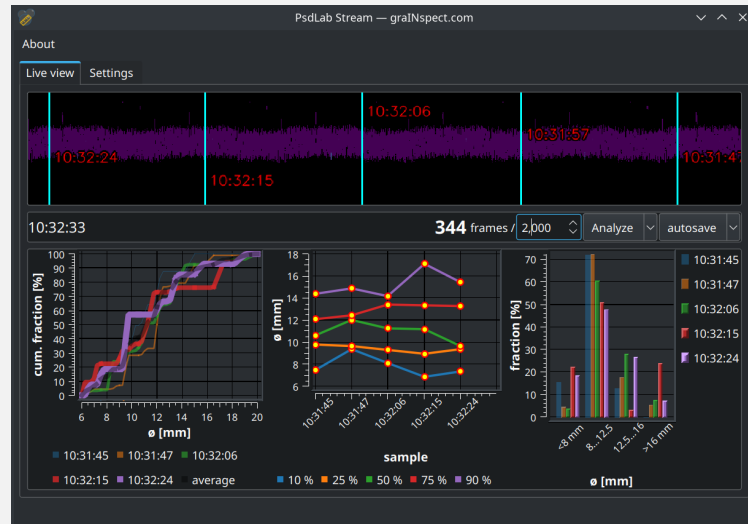 PsdLab Stream — graINspect.com
About
Live view Settings
10:32:06
10:31:57
10:32:24
10:31:47
10:32:15
10:32:33
344 frames / 2,000 Analyze autosave
cum. fraction [%]
100
90
80
70
60
50
40
30
20
10
0
6 8 10 12 14 16 18 20
ø [mm]
10:31:45 10:31:47 10:32:06
10:32:15 10:32:24 average
ø [mm]
18
16
14
12
10
8
6
10:31:45 10:31:47 10:32:06 10:32:15 10:32:24
sample
10 % 25 % 50 % 75 % 90 %
fraction [%]
70
60
50
40
30
20
10
0
<8 mm 8...12.5 12.5...16 >16 mm
ø [mm]
10:31:45
10:31:47
10:32:06
10:32:15
10:32:24